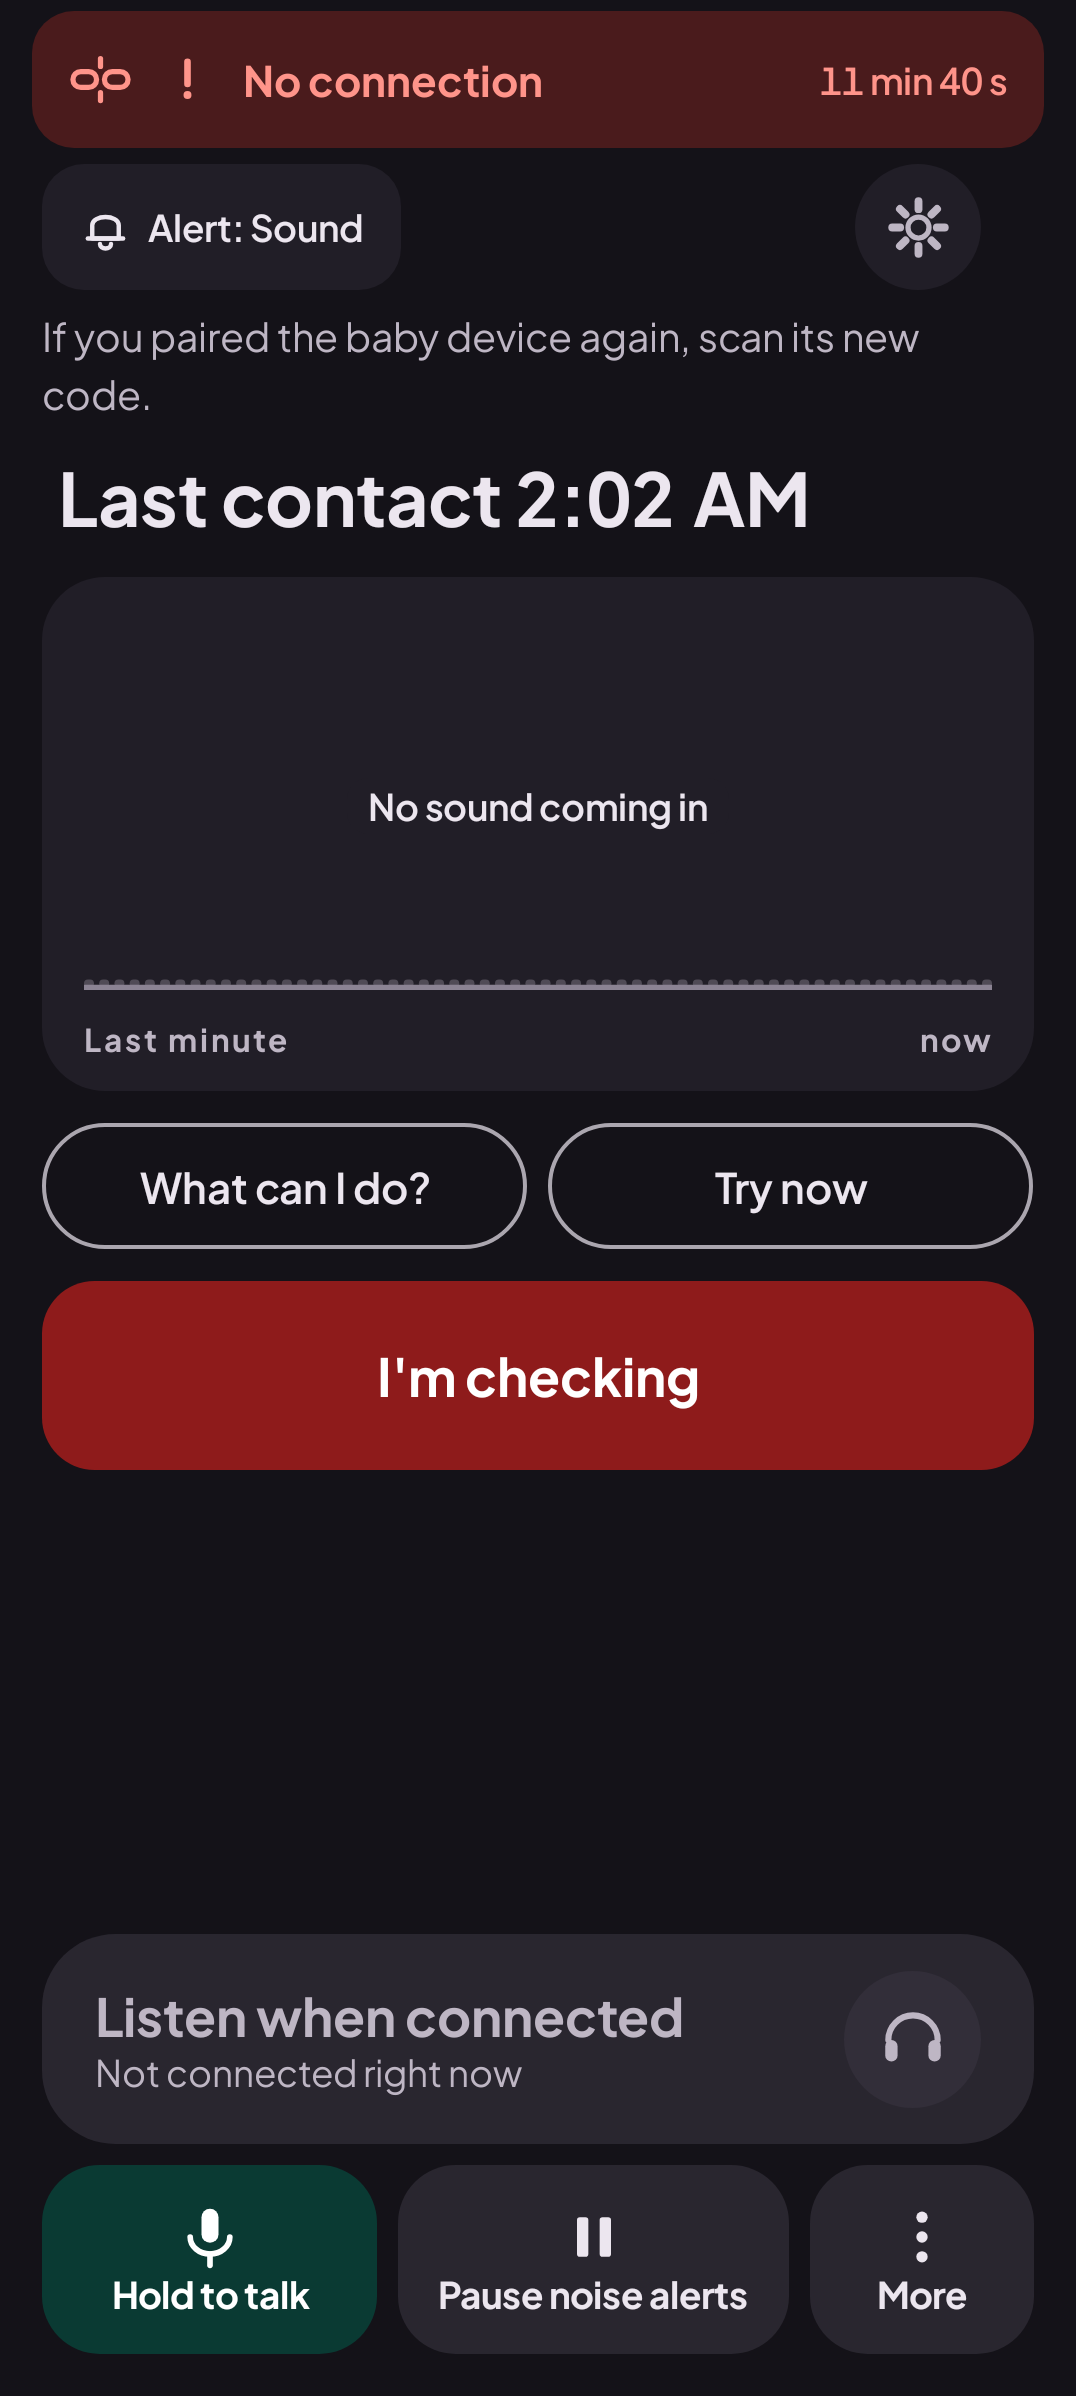 No connection
11 min 40 s
Alert: Sound
If you paired the baby device again, scan its new
code.
Last contact 2:02 AM
No sound coming in
Last minute
now
What can I do?
Try now
I'm checking
Listen when connected
Not connected right now
Hold to talk
Pause noise alerts
More